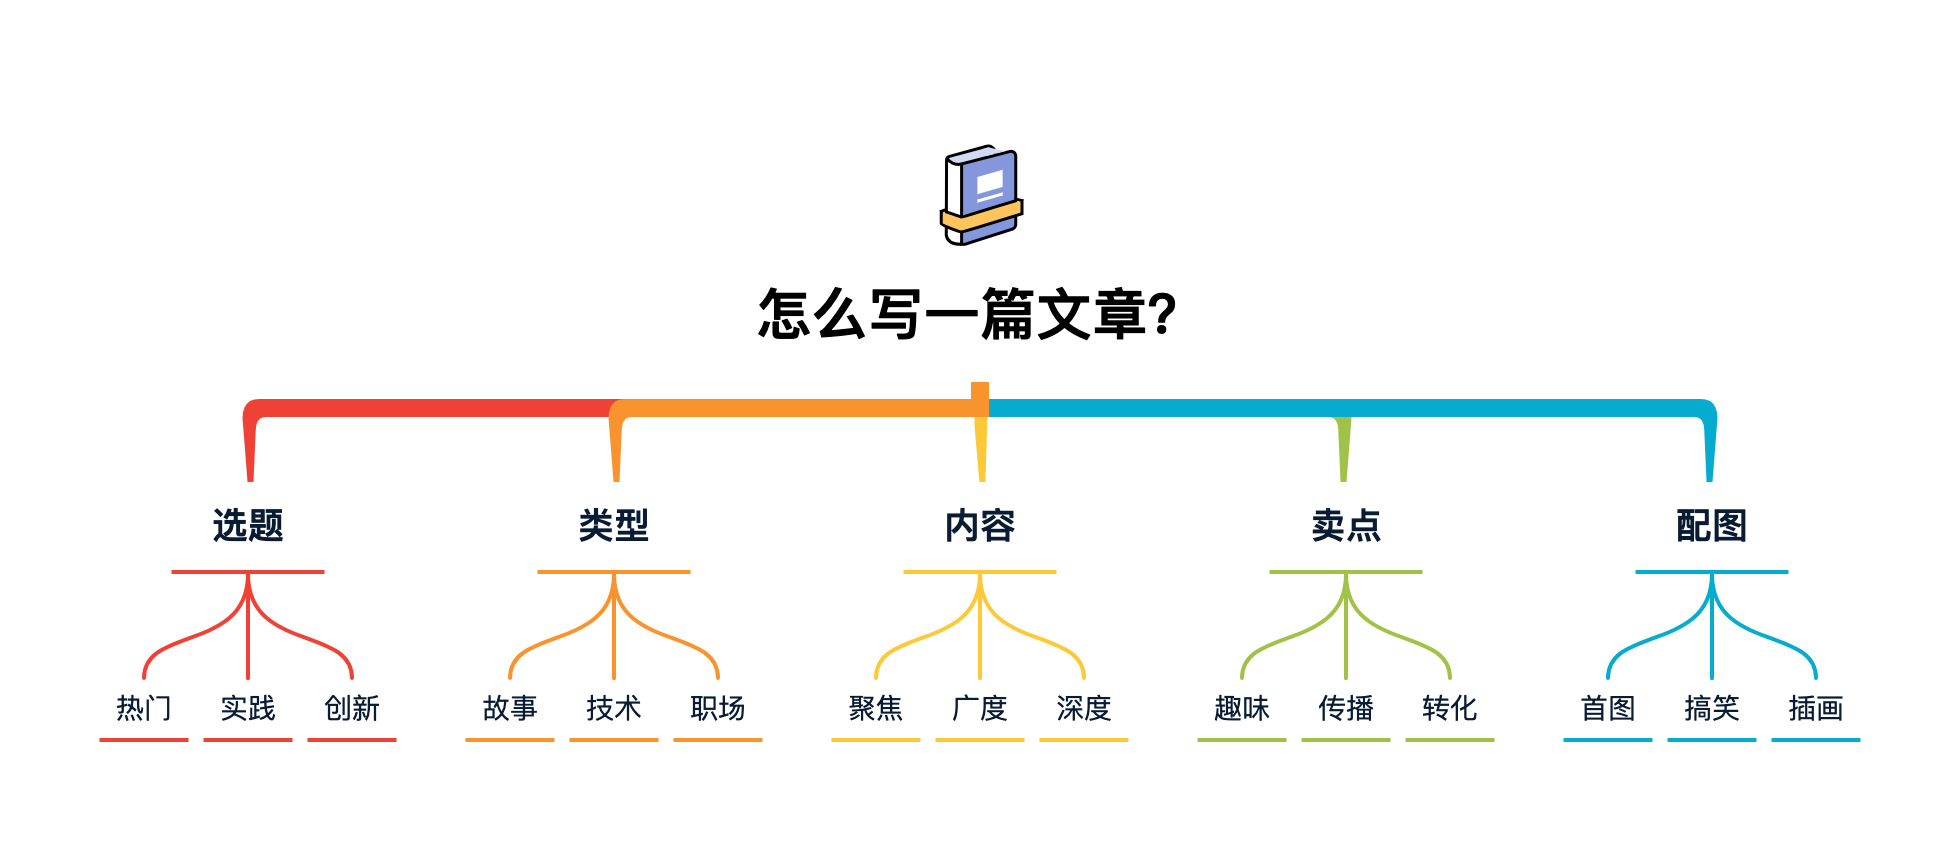 怎么写一篇文章?
选题 类型 内容 卖点 配图
热门 实践 创新 故事 技术 职场 聚焦 广度 深度 趣味 传播 转化 首图 搞笑 插画